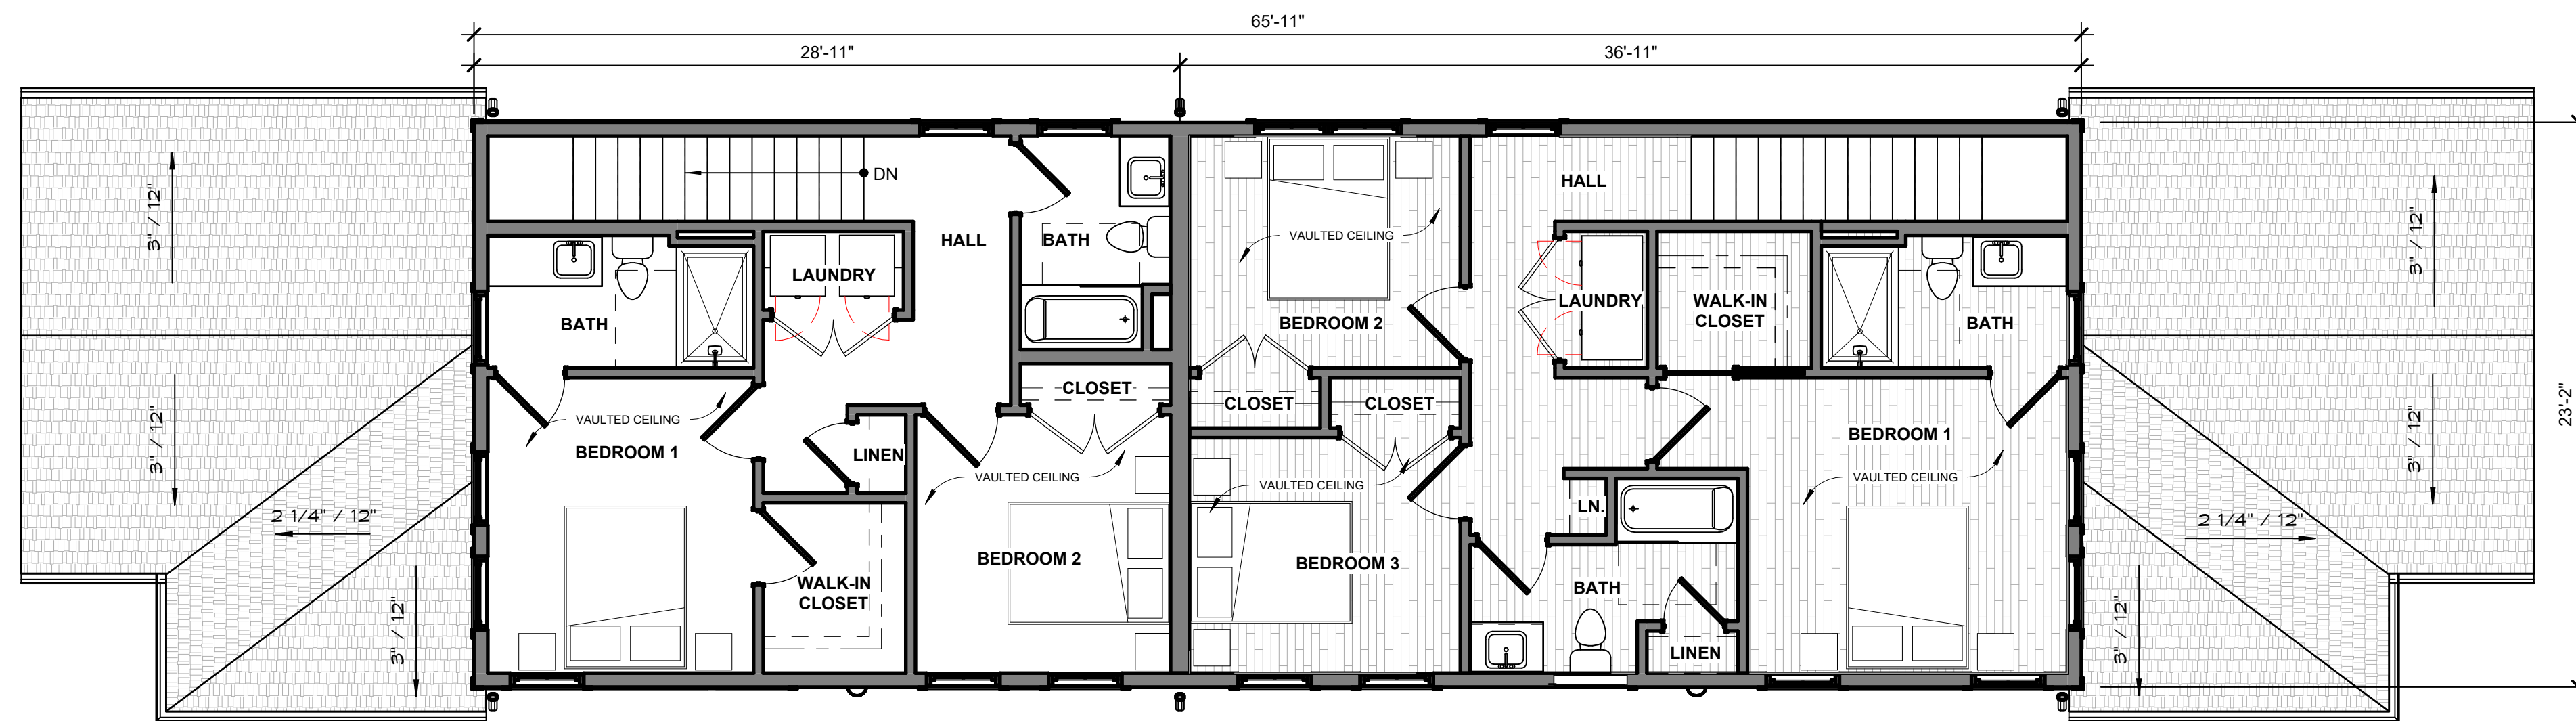 65'-11"
28'-11"
36'-11"
DN
HALL
HALL
BATH
VAULTED CEILING
LAUNDRY
LAUNDRY
WALK-IN
CLOSET
BATH
BEDROOM 2
BATH
3" / 12"
3" / 12"
3" / 12"
3" / 12"
CLOSET
CLOSET
CLOSET
VAULTED CEILING
BEDROOM 1
BEDROOM 1
LINEN
VAULTED CEILING
VAULTED CEILING
VAULTED CEILING
23'-2"
LN.
2 1/4" / 12"
2 1/4" / 12"
BEDROOM 2
BEDROOM 3
WALK-IN
CLOSET
BATH
3" / 12"
3" / 12"
LINEN